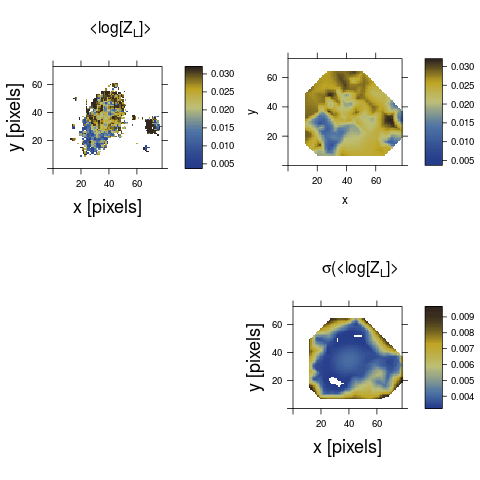 <log[Z_L]>
60
40
20
20 40 60
y [pixels]
x [pixels]
0.030
0.025
0.020
0.015
0.010
0.005
60
40
20
20 40 60
y
x
0.030
0.025
0.020
0.015
0.010
0.005
σ(<log[Z_L]>
60
40
20
20 40 60
y [pixels]
x [pixels]
0.009
0.008
0.007
0.006
0.005
0.004